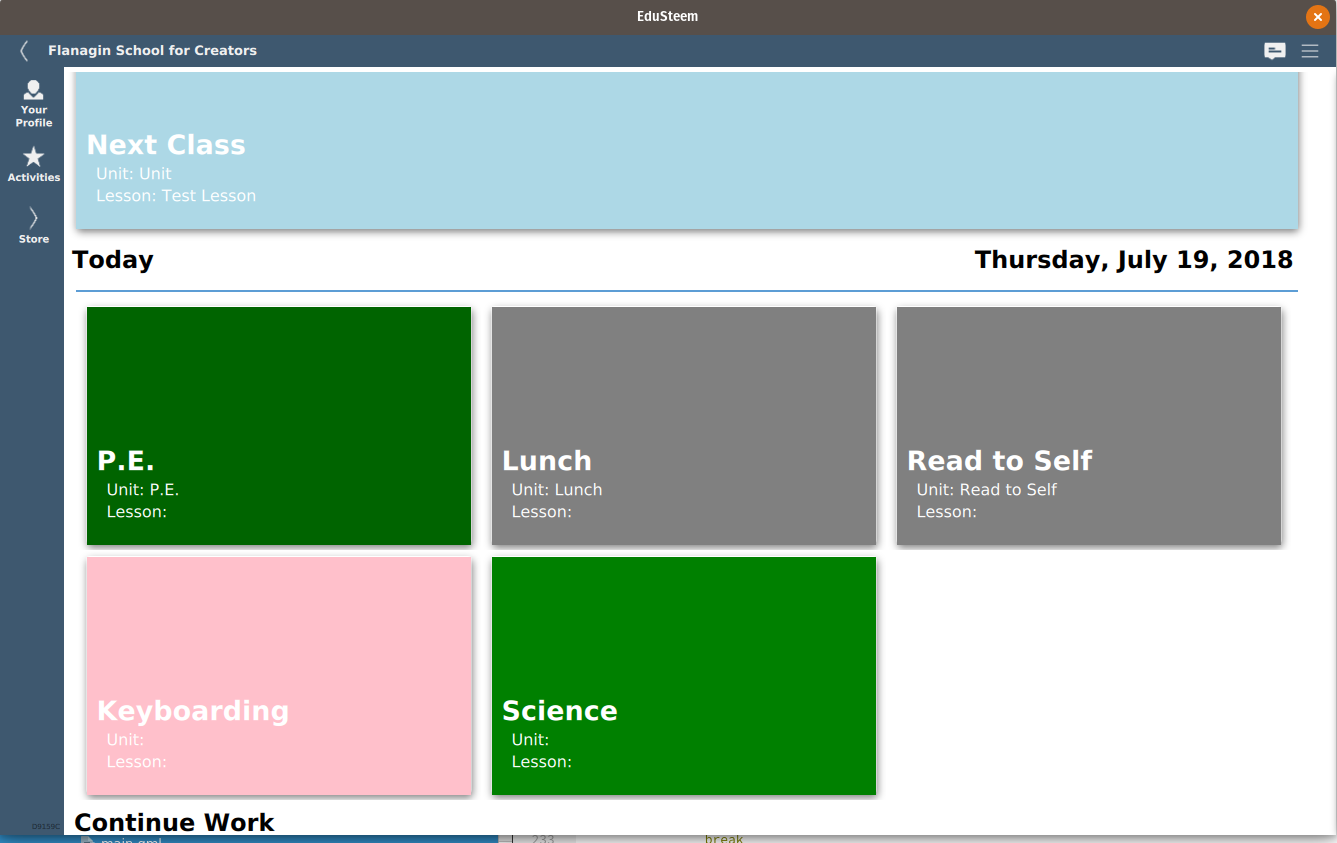 EduSteem
Flanagin School for Creators
Your
Profile
Activities
Store
Next Class
Unit: Unit
Lesson: Test Lesson
Today
Thursday, July 19, 2018
P.E.
Unit: P.E.
Lesson:
Lunch
Unit: Lunch
Lesson:
Read to Self
Unit: Read to Self
Lesson:
Keyboarding
Unit:
Lesson:
Science
Unit:
Lesson:
Continue Work
main.qml
233
break